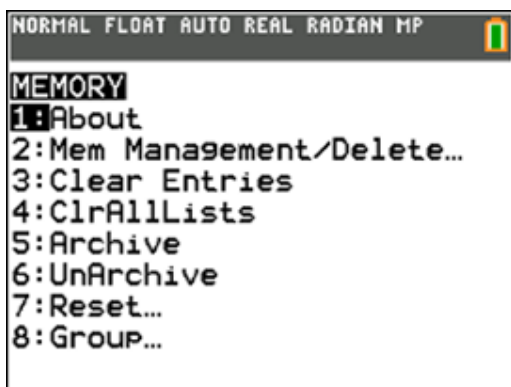 NORMAL FLOAT AUTO REAL RADIAN MP
MEMORY
1:About
2:Mem Management/Delete…
3:Clear Entries
4:ClrAllLists
5:Archive
6:UnArchive
7:Reset…
8:Group…